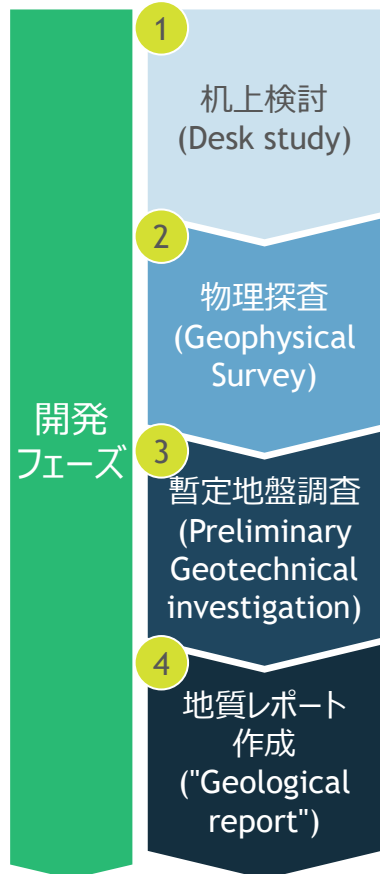 開発
フェーズ
1
机上検討
(Desk study)
2
物理探査
(Geophysical
Survey)
3
暫定地盤調査
(Preliminary
Geotechnical
investigation)
4
地質レポート
作成
("Geological
report")